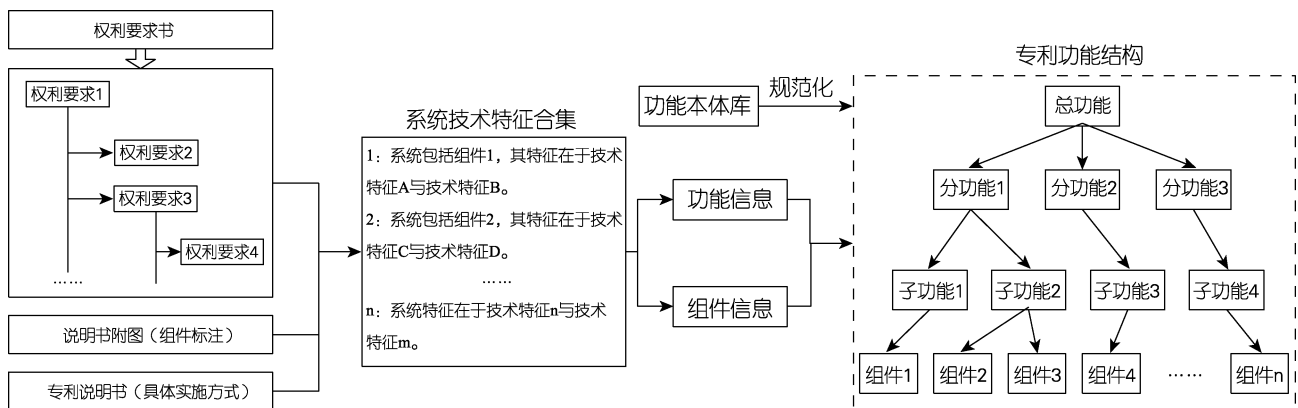 权利要求书
权利要求1
权利要求2
权利要求3
权利要求4
……
说明书附图（组件标注）
专利说明书（具体实施方式）
系统技术特征合集
1：系统包括组件1，其特征在于技术
特征A与技术特征B。
2：系统包括组件2，其特征在于技术
特征C与技术特征D。
……
n：系统特征在于技术特征n与技术
特征m。
功能本体库
规范化
功能信息
组件信息
专利功能结构
总功能
分功能1
分功能2
分功能3
子功能1
子功能2
子功能3
子功能4
组件1
组件2
组件3
组件4
……
组件n